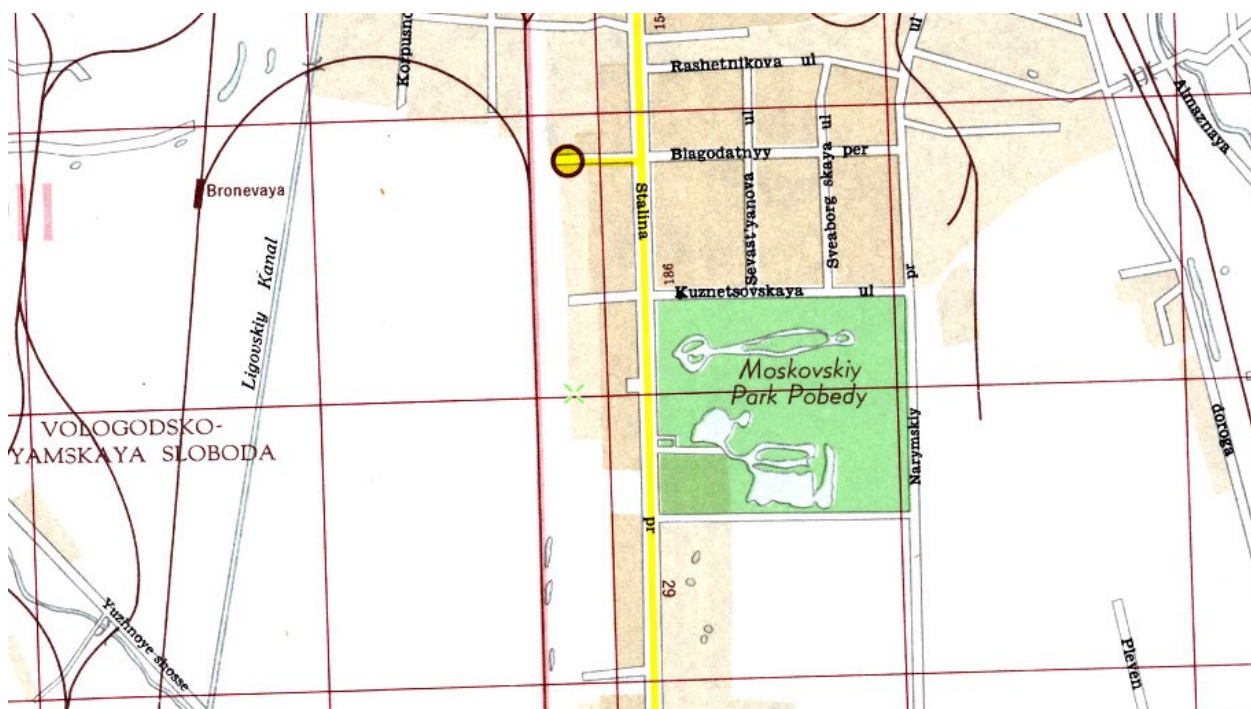 154
ul
Korpusno
Rashetnikova ul
Almaznaya
Blagodatnyy per
Bronevaya
Stalina
Sevast'yanova ul
Sveaborg skaya ul
Ligovskiy Kanal
186
pr
Kuznetsovskaya ul
Moskovskiy
Park Pobedy
VOLOGODSKO-
YAMSKAYA SLOBODA
Narymskiy
doroga
pr
29
Yuzhnoye shosse
Pleven